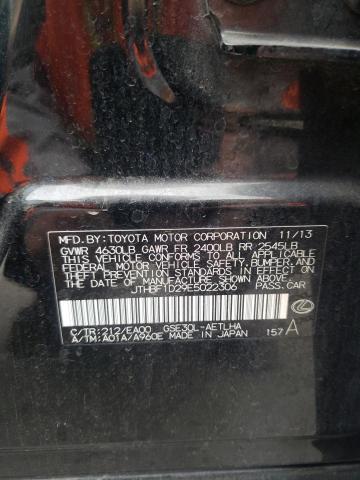 MFD. BY: TOYOTA MOTOR CORPORATION 11/13
GVWR 4630LB GAWR FR 2400LB RR 2545LB
THIS VEHICLE CONFORMS TO ALL APPLICABLE
FEDERAL MOTOR VEHICLE SAFETY, BUMPER, AND
THEFT PREVENTION STANDARDS IN EFFECT ON
THE DATE OF MANUFACTURE SHOWN ABOVE.
JTHBF1D29E5022306 PASS.CAR
C/TR: 212/EA00 GSE30L-AETLHA
A/TM: A01A/A960E MADE IN JAPAN 157 A